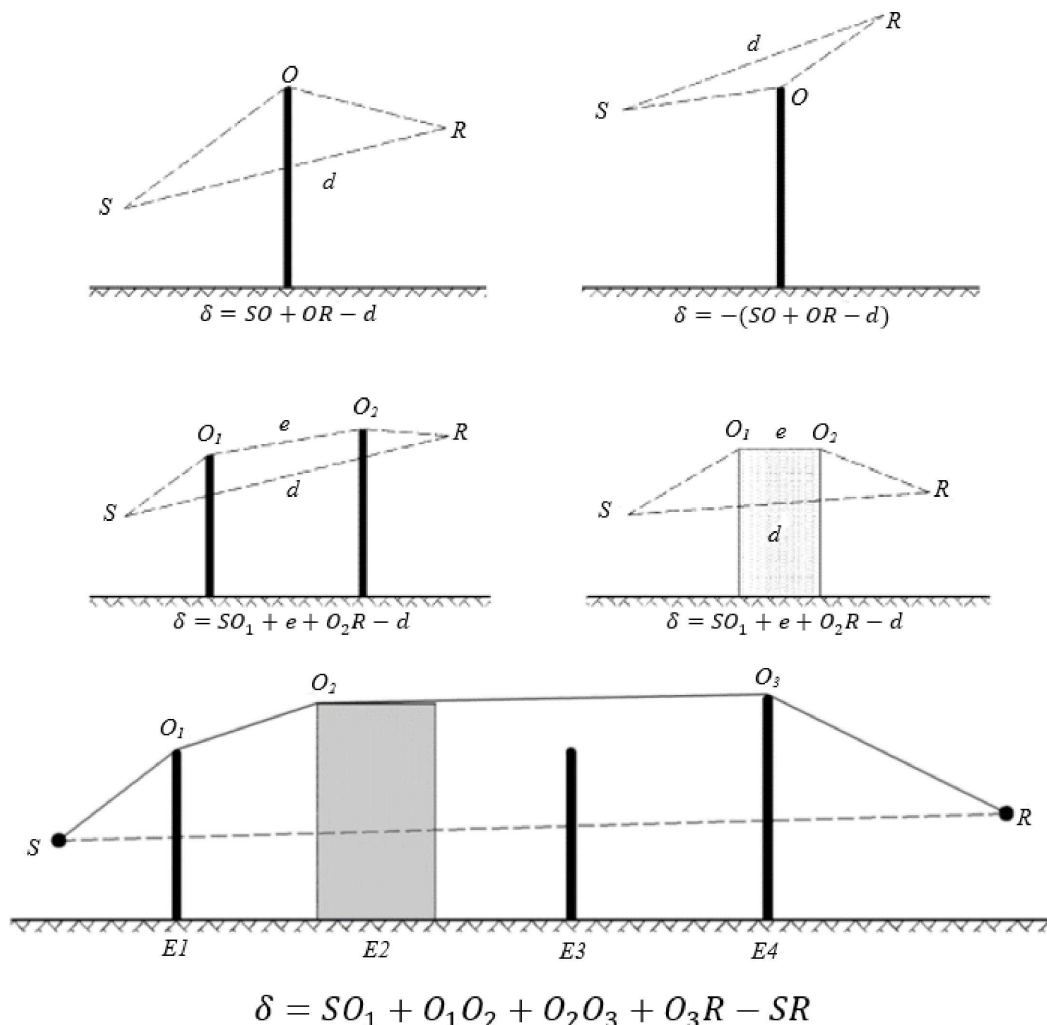 O
R
d
S
δ = SO + OR − d
R
d
S
O
δ = −(SO + OR − d)
O₁
e
O₂
R
d
S
δ = SO₁ + e + O₂R − d
O₁
e
O₂
R
S
d
δ = SO₁ + e + O₂R − d
O₁
O₂
O₃
S
R
E1
E2
E3
E4
δ = SO₁ + O₁O₂ + O₂O₃ + O₃R − SR